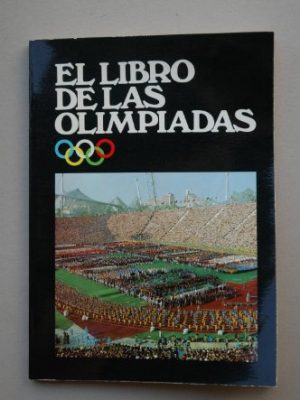 EL LIBRO
DE LAS
OLIMPIADAS